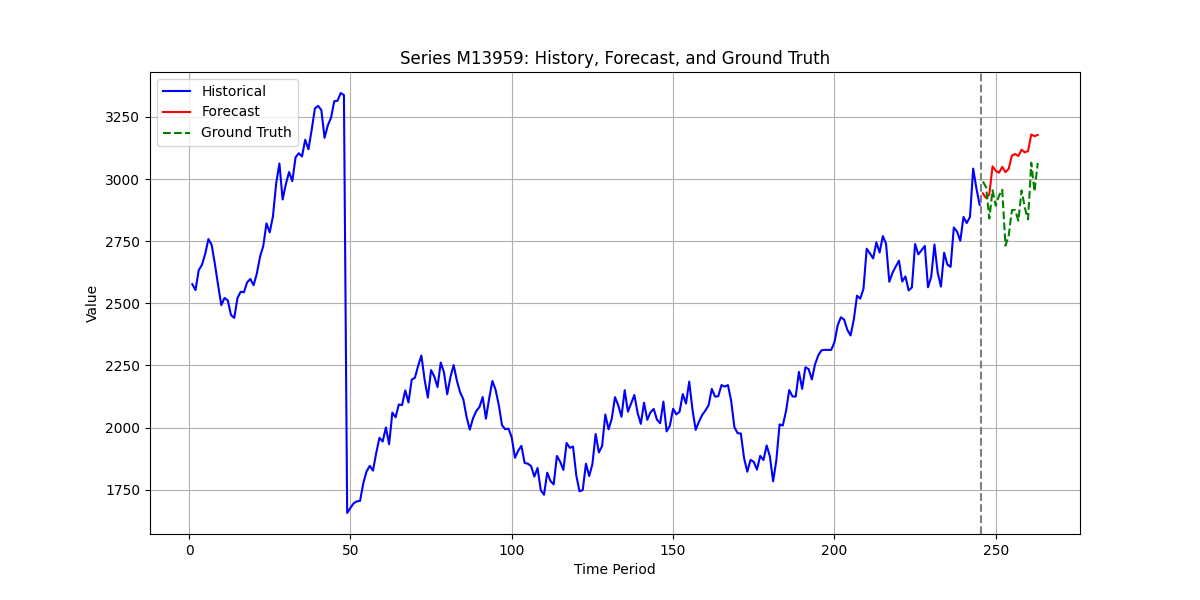 Series M13959: History, Forecast, and Ground Truth
Historical
Forecast
Ground Truth
3250
3000
2750
2500
2250
2000
1750
Value
0 50 100 150 200 250
Time Period